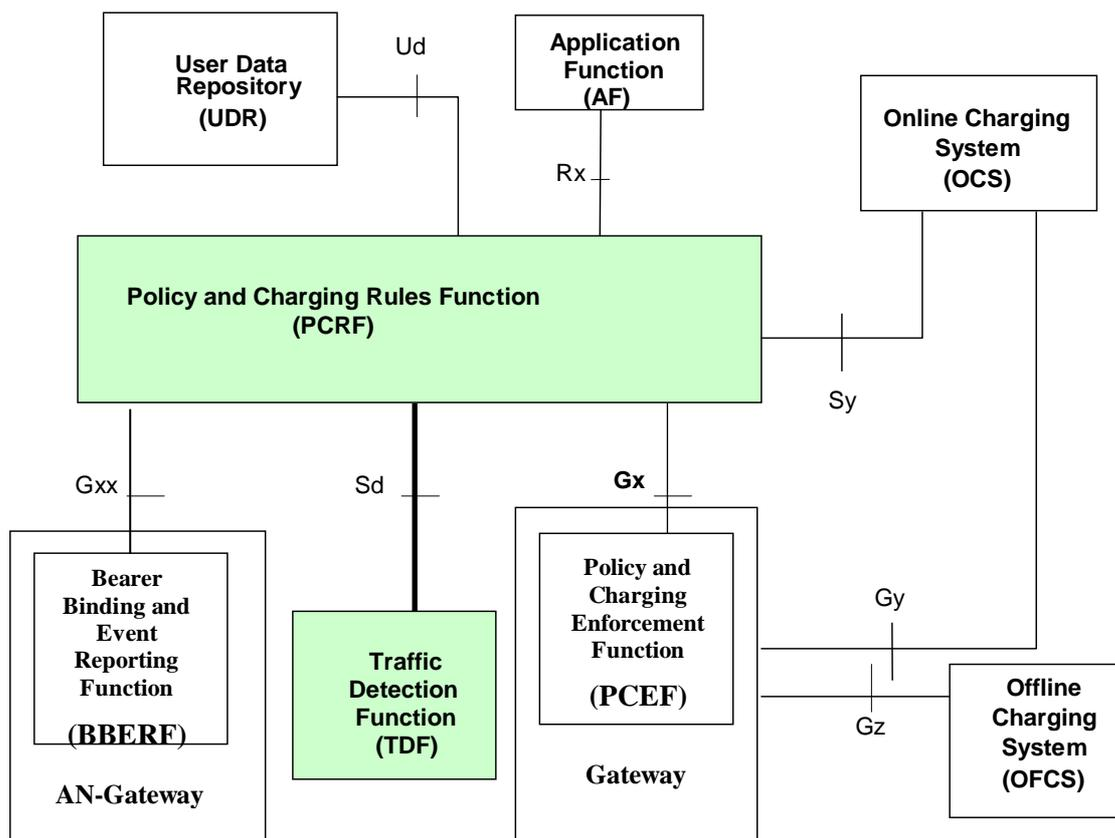 User Data
Repository
(UDR)
Ud
Application
Function
(AF)
Rx
Online Charging
System
(OCS)
Policy and Charging Rules Function
(PCRF)
Sy
Gxx
Sd
Gx
Bearer
Binding and
Event
Reporting
Function
(BBERF)
AN-Gateway
Traffic
Detection
Function
(TDF)
Policy and
Charging
Enforcement
Function
(PCEF)
Gateway
Gy
Gz
Offline
Charging
System
(OFCS)